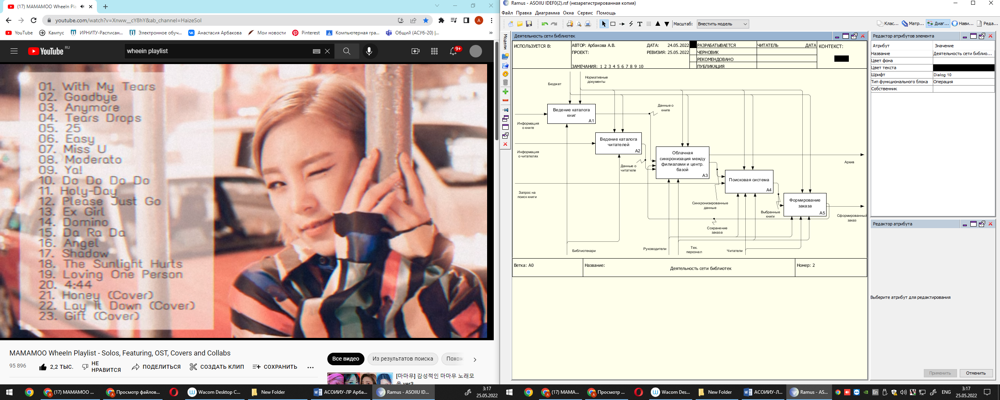 (17) MAMAMOO WheeIn Pla
youtube.com/watch?v=Xnww__cY8hY&ab_channel=HaizeSol
YouTube
Кампус
ИРНИТУ-Расписан...
Электронное обуч...
Анастасия Арбакова
Мои новости
Pinterest
Компьютерная гра...
Общий (АСУб-20) |...
»
YouTube RU
wheein playlist
9+
01. With My Tears
02. Goodbye
03. Anymore
04. Tears Drops
05. 25
06. Easy
07. Miss U
08. Moderato
09. Ya!
10. Da Da Da Da
11. Holy-Day
12. Please Just Go
13. Ex Girl
14. Domino
15. Da Ra Da
16. Angel
17. Shadow
18. The Sunlight Hurts
19. Loving One Person
20. 4:44
21. Honey (Cover)
22. Lay It Down (Cover)
23. Gift (Cover)
MAMAMOO WheeIn Playlist - Solos, Featuring, OST, Covers and Collabs
95 896
2,2 ТЫС.
НЕ
НРАВИТСЯ
ПОДЕЛИТЬСЯ
СОЗДАТЬ КЛИП
СОХРАНИТЬ
Все видео
Из результатов поиска
Похож
[마마무] 감성적인 마마무 노래모
음 ver3
Ramus - ASOIIU IDEF0(2).rsf (незарегистрированная копия)
Файл Правка Диаграмма Окна Сервис Помощь
Масштаб:
Вместить модель
Клас...
Матр...
Диаг...
Нави...
Реда...
Модели
Деятельность сети библиотек
ИСПОЛЬЗУЕТСЯ В:
АВТОР: Арбакова А.В.
ДАТА: 24.05.2022
ПРОЕКТ:
РЕВИЗИЯ: 25.05.2022
ЗАМЕЧАНИЯ: 1 2 3 4 5 6 7 8 9 10
РАЗРАБАТЫВАЕТСЯ
ЧЕРНОВИК
РЕКОМЕНДОВАНО
ПУБЛИКАЦИЯ
ЧИТАТЕЛЬ
ДАТА
КОНТЕКСТ:
Бюджет
Нормативные
документы
Ведение каталога
книг
A1
Данные о
книге
Информация
о книге
Ведение каталога
читателей
A2
Информация
о читателях
Данные о
читателе
Облачная
синхронизация между
филиалами и центр.
базой
A3
Архив
Поисковая система
A4
Запрос на
поиск книги
Синхронизированные
данные
Формирование
заказа
A5
Выбранные
книги
Сформированный
заказ
Сохранение
заказа
Библиотекари
Руководители
Тех.
персонал
Читатели
Ветка: A0
Название:
Деятельность сети библиотек
Номер: 2
Редактор атрибутов элемента
Атрибут
Значение
Название
Деятельность сети библио...
Цвет фона
Цвет текста
Шрифт
Dialog 10
Тип функционального блока
Операция
Собственник
Редактор атрибута
Выберите атрибут для редактирования
Применить
Отменить
(17) MAMAMOO ...
Просмотр файлов...
Wacom Desktop C...
New Folder
АСОИИУ-ЛР Арба...
Ramus - ASOIIU ID...
3:17
25.05.2022
(17) MAMA...
Просмотр ...
Wacom Des...
New Folder
АСОИИУ-Л...
Ramus - AS...
En
ENG
3:17
25.05.2022